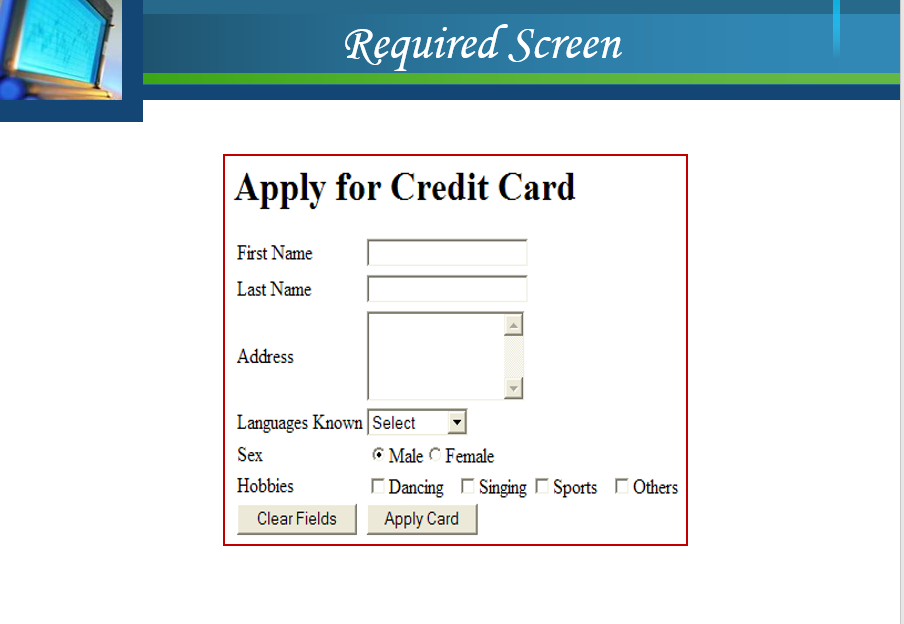 Required Screen
Apply for Credit Card
First Name
Last Name
Address
Languages Known Select
Sex Male Female
Hobbies Dancing Singing Sports Others
Clear Fields Apply Card